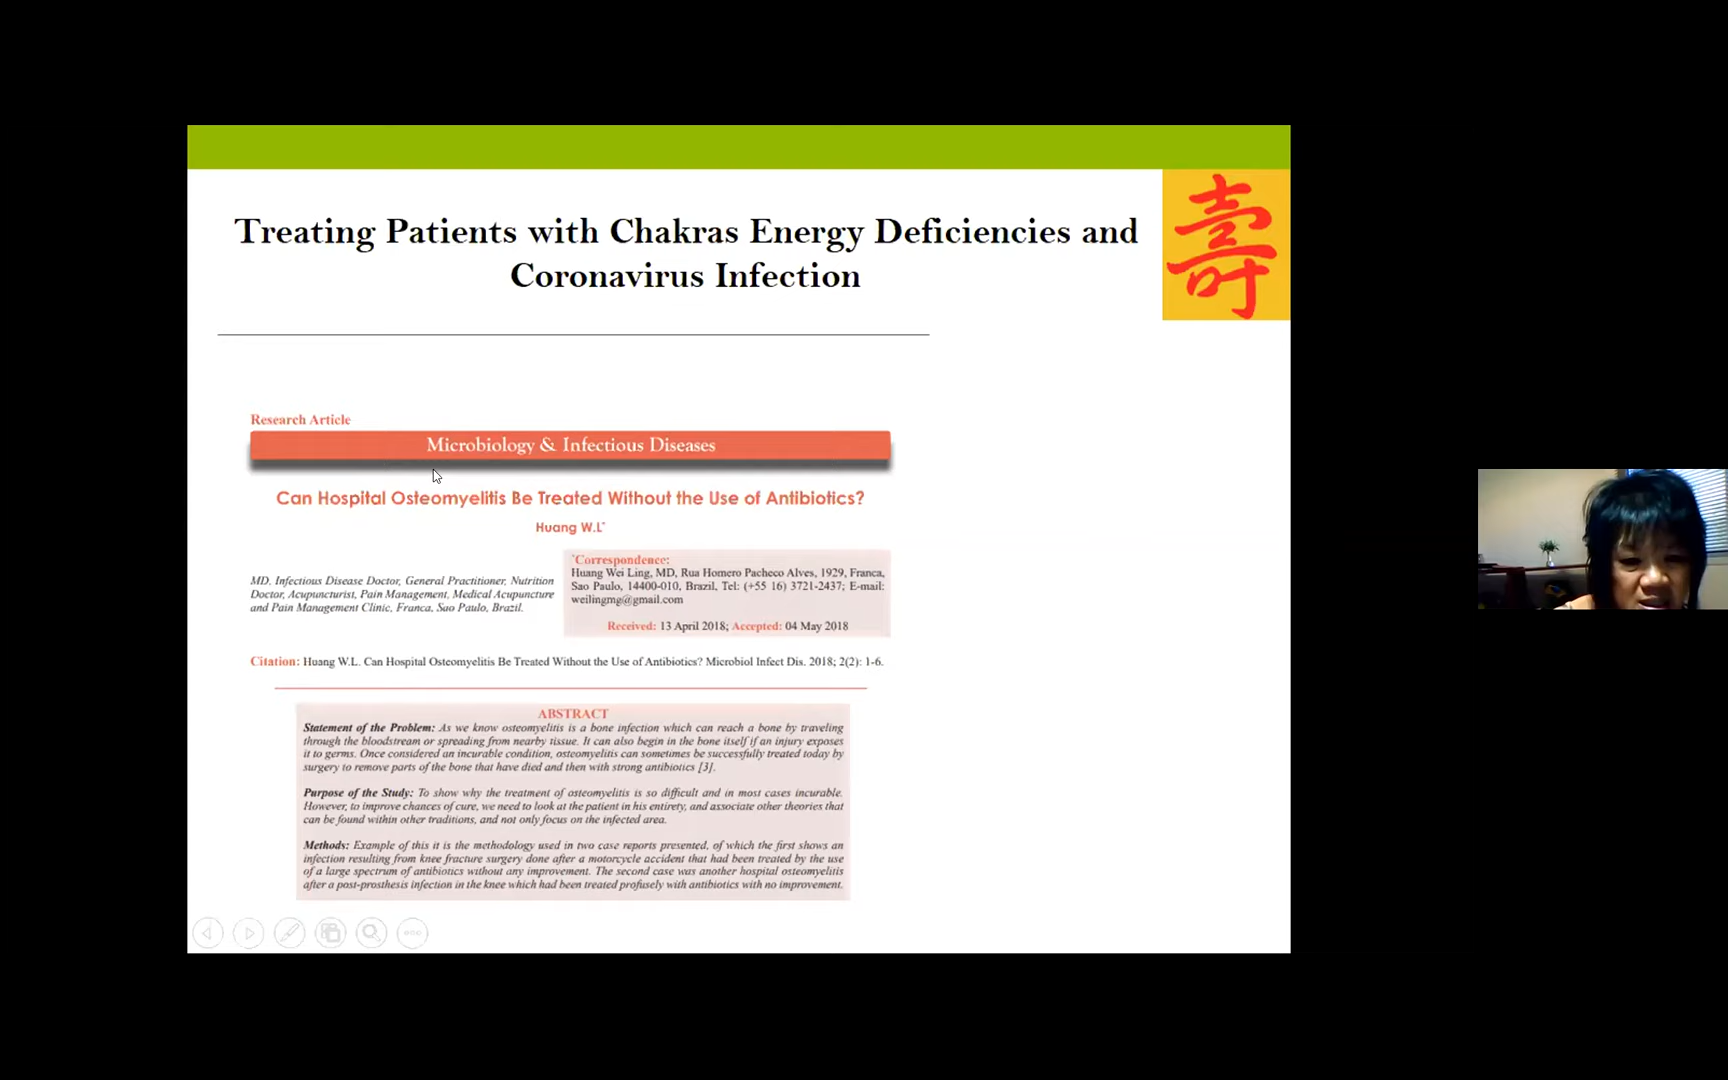 Treating Patients with Chakras Energy Deficiencies and
Coronavirus Infection
壽
Research Article
Microbiology & Infectious Diseases
Can Hospital Osteomyelitis Be Treated Without the Use of Antibiotics?
Huang W.L*
MD. Infectious Disease Doctor, General Practitioner, Nutrition
Doctor, Acupuncturist, Pain Management, Medical Acupuncture
and Pain Management Clinic, Franca, Sao Paulo, Brazil.
*Correspondence:
Huang Wei Ling, MD, Rua Homero Pacheco Alves, 1929, Franca,
Sao Paulo, 14400-010, Brazil, Tel: (+55 16) 3721-2437; E-mail:
weilingmg@gmail.com
Received: 13 April 2018; Accepted: 04 May 2018
Citation: Huang W.L. Can Hospital Osteomyelitis Be Treated Without the Use of Antibiotics? Microbiol Infect Dis. 2018; 2(2): 1-6.
ABSTRACT
Statement of the Problem: As we know osteomyelitis is a bone infection which can reach a bone by traveling
through the bloodstream or spreading from nearby tissue. It can also begin in the bone itself if an injury exposes
it to germs. Once considered an incurable condition, osteomyelitis can sometimes be successfully treated today by
surgery to remove parts of the bone that have died and then with strong antibiotics [3].
Purpose of the Study: To show why the treatment of osteomyelitis is so difficult and in most cases incurable.
However, to improve chances of cure, we need to look at the patient in his entirety, and associate other theories that
can be found within other traditions, and not only focus on the infected area.
Methods: Example of this it is the methodology used in two case reports presented, of which the first shows an
infection resulting from knee fracture surgery done after a motorcycle accident that had been treated by the use
of a large spectrum of antibiotics without any improvement. The second case was another hospital osteomyelitis
after a post-prosthesis infection in the knee which had been treated profusely with antibiotics with no improvement.